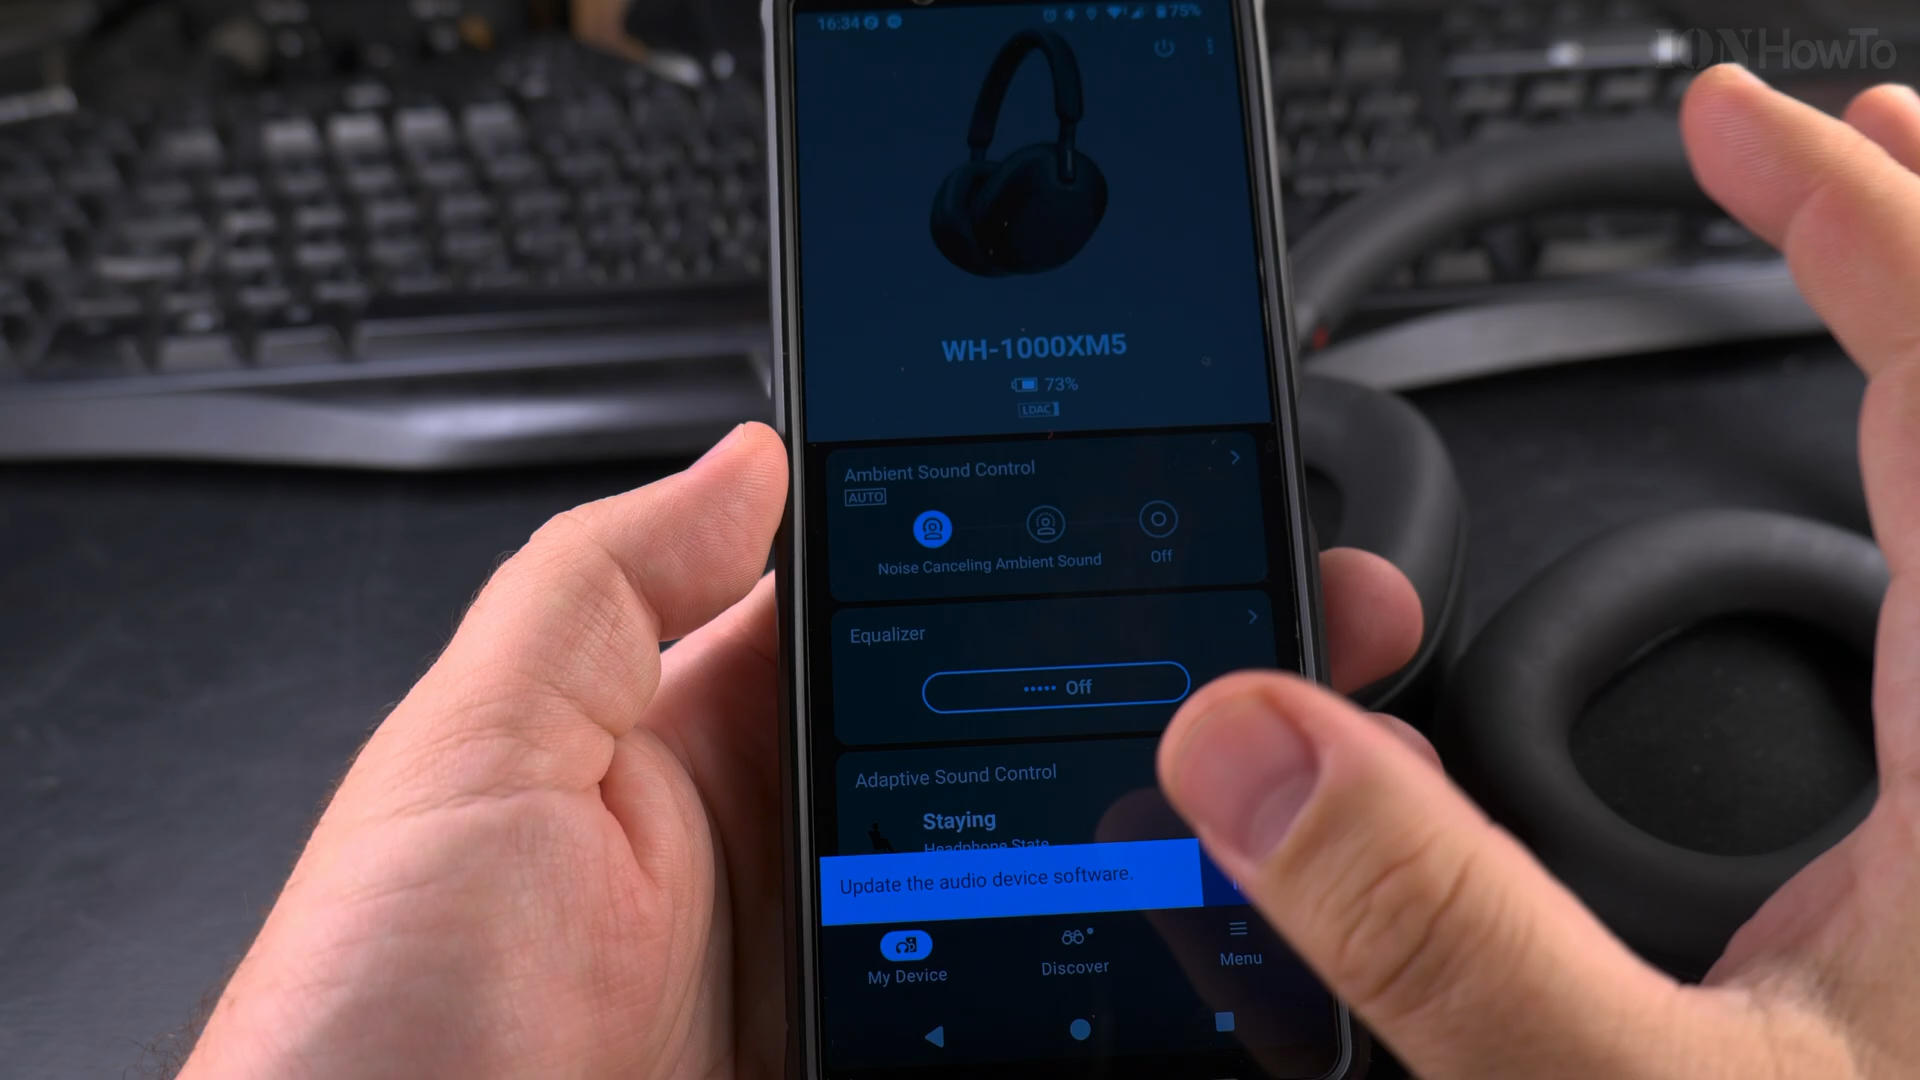 16:34
75%
IONHowTo
WH-1000XM5
73%
LDAC
Ambient Sound Control
AUTO
Noise Canceling Ambient Sound Off
Equalizer
Off
Adaptive Sound Control
Staying
Headphone State
Update the audio device software.
My Device
Discover
Menu